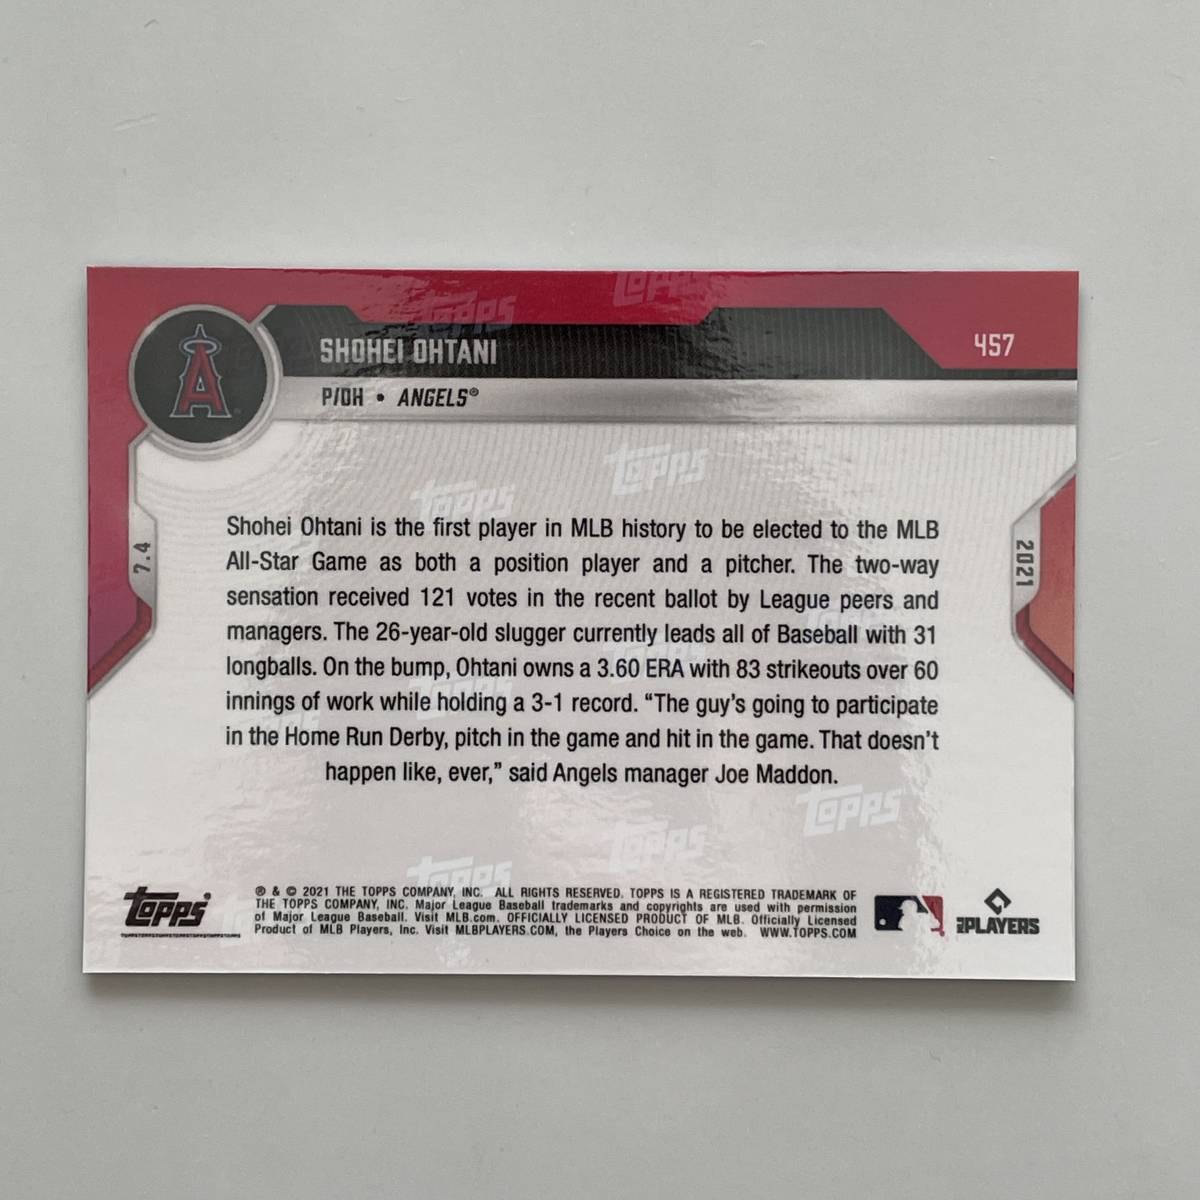 SHOHEI OHTANI
457
P/DH • ANGELS®
7.4
2021
Shohei Ohtani is the first player in MLB history to be elected to the MLB
All-Star Game as both a position player and a pitcher. The two-way
sensation received 121 votes in the recent ballot by League peers and
managers. The 26-year-old slugger currently leads all of Baseball with 31
longballs. On the bump, Ohtani owns a 3.60 ERA with 83 strikeouts over 60
innings of work while holding a 3-1 record. “The guy’s going to participate
in the Home Run Derby, pitch in the game and hit in the game. That doesn’t
happen like, ever,” said Angels manager Joe Maddon.
Topps
® & © 2021 THE TOPPS COMPANY, INC. ALL RIGHTS RESERVED. TOPPS IS A REGISTERED TRADEMARK OF
THE TOPPS COMPANY, INC. Major League Baseball trademarks and copyrights are used with permission
of Major League Baseball. Visit MLB.com. OFFICIALLY LICENSED PRODUCT OF MLB. Officially Licensed
Product of MLB Players, Inc. Visit MLBPLAYERS.COM, the Players Choice on the web. WWW.TOPPS.COM
PLAYERS